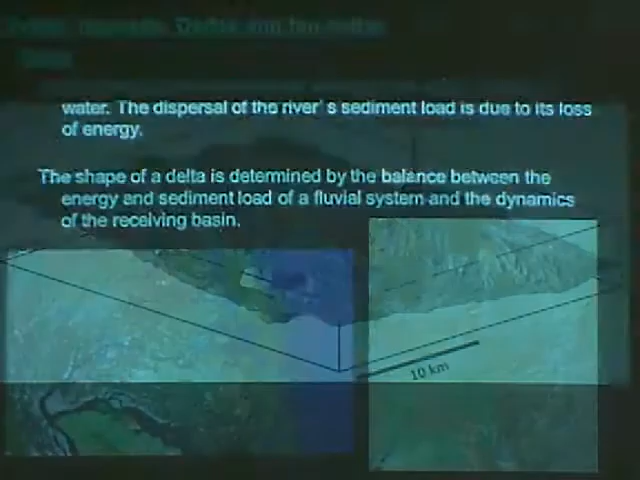 water. The dispersal of the river's sediment load is due to its loss
of energy.
The shape of a delta is determined by the balance between the
energy and sediment load of a fluvial system and the dynamics
of the receiving basin.
10 km